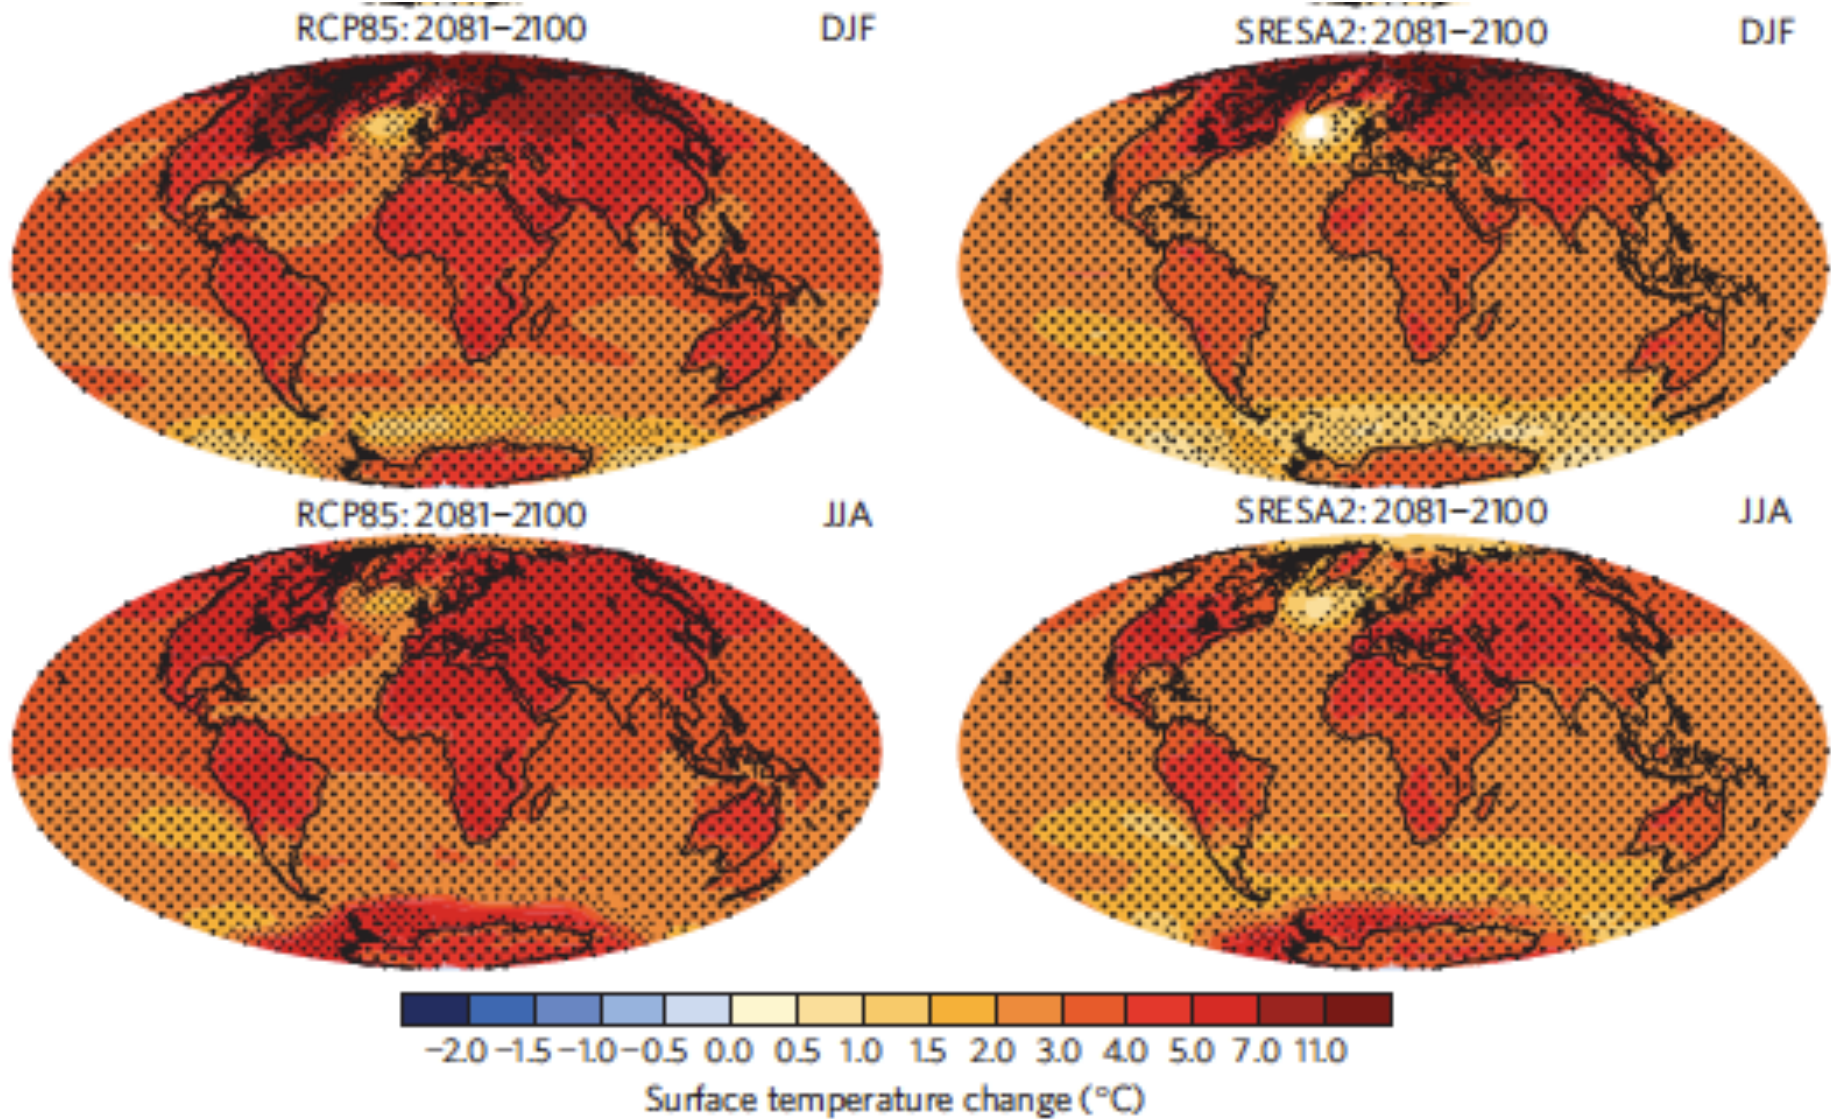 RCP85: 2081–2100 DJF
SRESA2: 2081–2100 DJF
RCP85: 2081–2100 JJA
SRESA2: 2081–2100 JJA
−2.0 −1.5 −1.0 −0.5 0.0 0.5 1.0 1.5 2.0 3.0 4.0 5.0 7.0 11.0
Surface temperature change (°C)